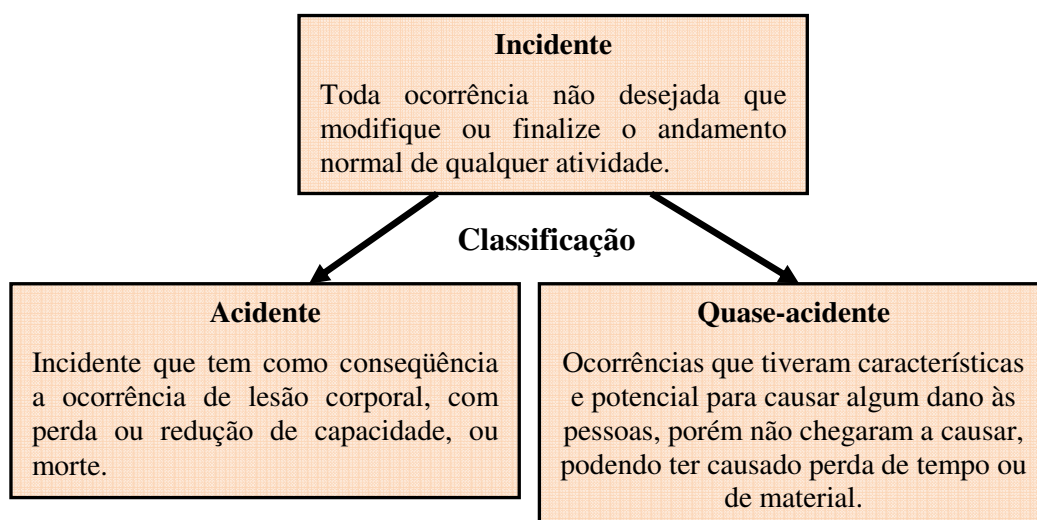 Incidente
Toda ocorrência não desejada que
modifique ou finalize o andamento
normal de qualquer atividade.
Classificação
Acidente
Incidente que tem como conseqüência
a ocorrência de lesão corporal, com
perda ou redução de capacidade, ou
morte.
Quase-acidente
Ocorrências que tiveram características
e potencial para causar algum dano às
pessoas, porém não chegaram a causar,
podendo ter causado perda de tempo ou
de material.